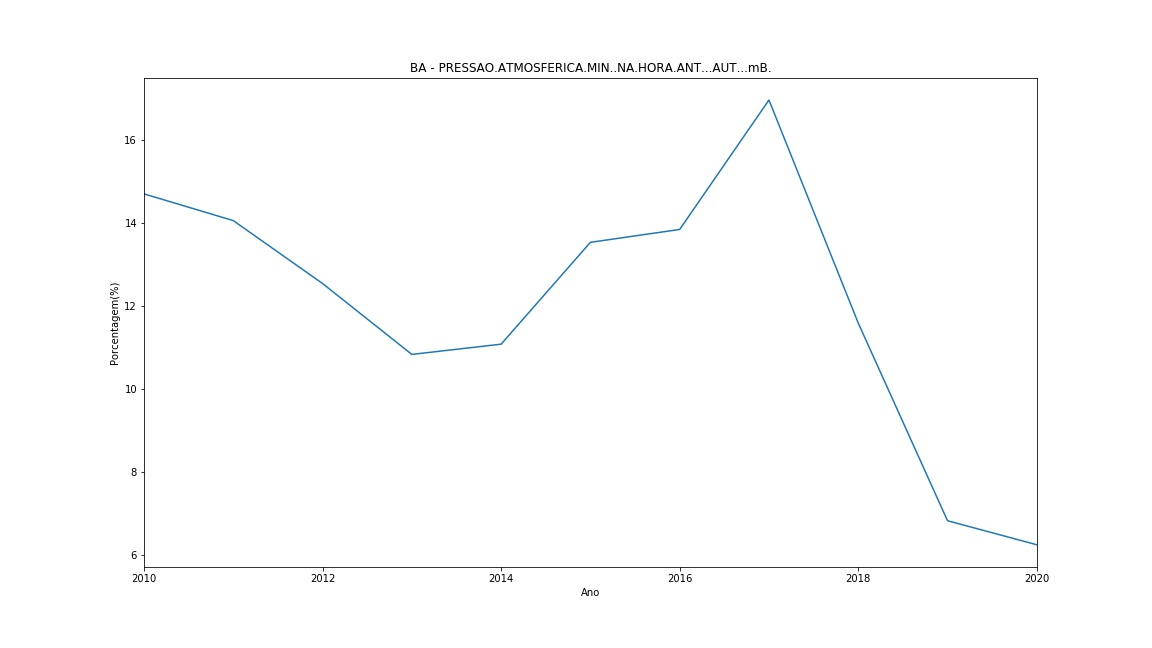 BA - PRESSAO.ATMOSFERICA.MIN..NA.HORA.ANT...AUT...mB.
Porcentagem(%)
16
14
12
10
8
6
2010 2012 2014 2016 2018 2020
Ano